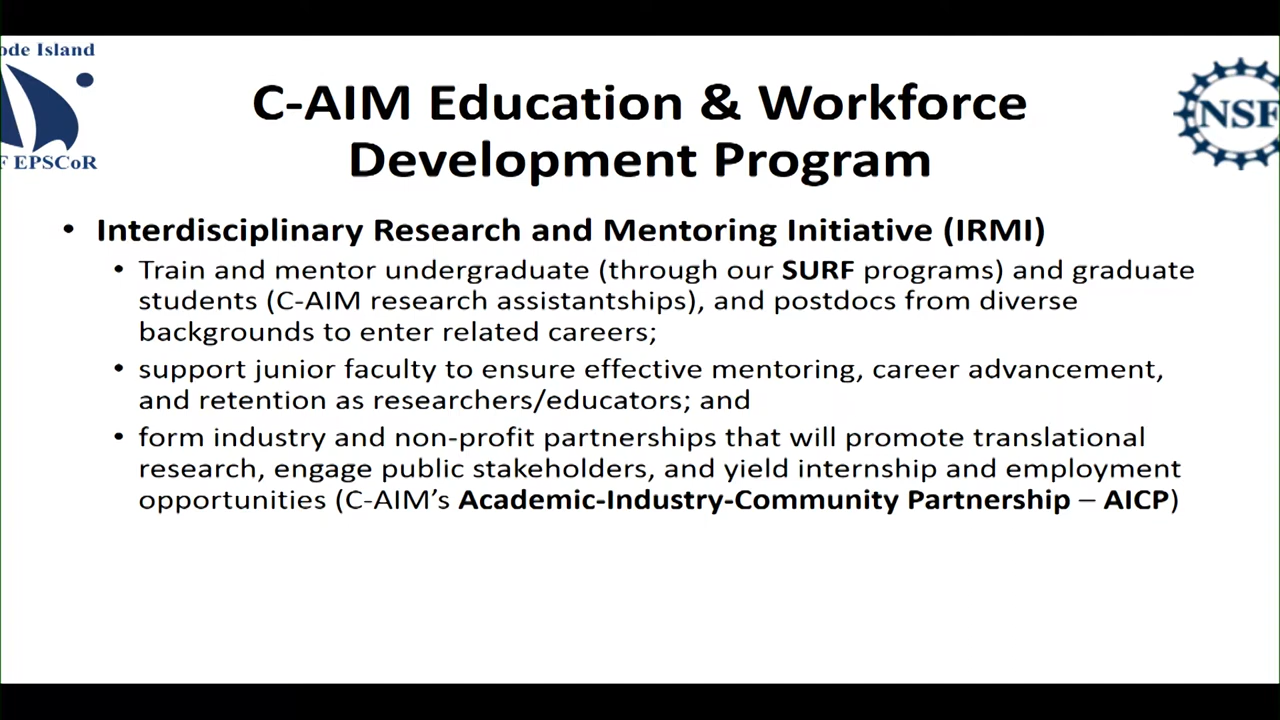 ode Island
F EPSCoR
NSF
C-AIM Education & Workforce
Development Program
• Interdisciplinary Research and Mentoring Initiative (IRMI)
• Train and mentor undergraduate (through our SURF programs) and graduate
students (C-AIM research assistantships), and postdocs from diverse
backgrounds to enter related careers;
• support junior faculty to ensure effective mentoring, career advancement,
and retention as researchers/educators; and
• form industry and non-profit partnerships that will promote translational
research, engage public stakeholders, and yield internship and employment
opportunities (C-AIM’s Academic-Industry-Community Partnership – AICP)